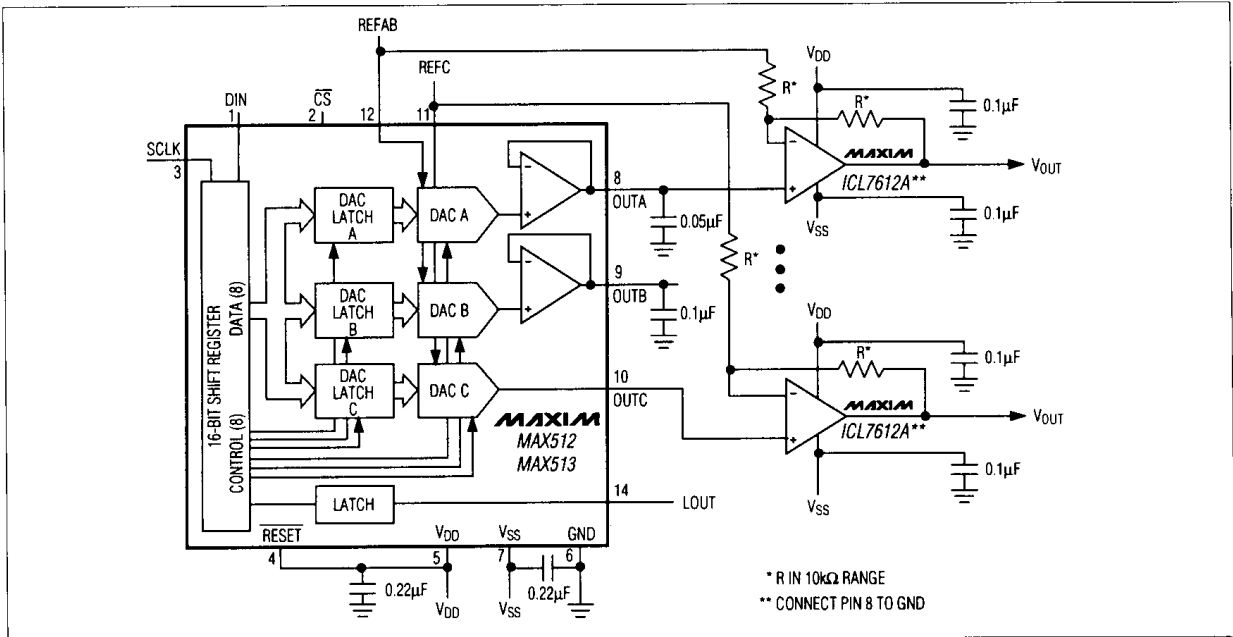 REFAB
REFC
DIN
1
CS
2
12
11
SCLK
3
16-BIT SHIFT REGISTER
DATA (8)
CONTROL (8)
DAC
LATCH
A
DAC A
DAC
LATCH
B
DAC B
DAC
LATCH
C
DAC C
LATCH
-
+
-
+
8
OUTA
0.05µF
9
OUTB
0.1µF
10
OUTC
MAXIM
MAX512
MAX513
14
LOUT
RESET
4
VDD
5
VSS
7
GND
6
0.22µF
VDD
VSS
0.22µF
R*
R*
VDD
0.1µF
-
+
MAXIM
ICL7612A**
VOUT
VSS
0.1µF
R*
VDD
0.1µF
R*
-
+
MAXIM
ICL7612A**
VOUT
VSS
0.1µF
* R IN 10kΩ RANGE
** CONNECT PIN 8 TO GND